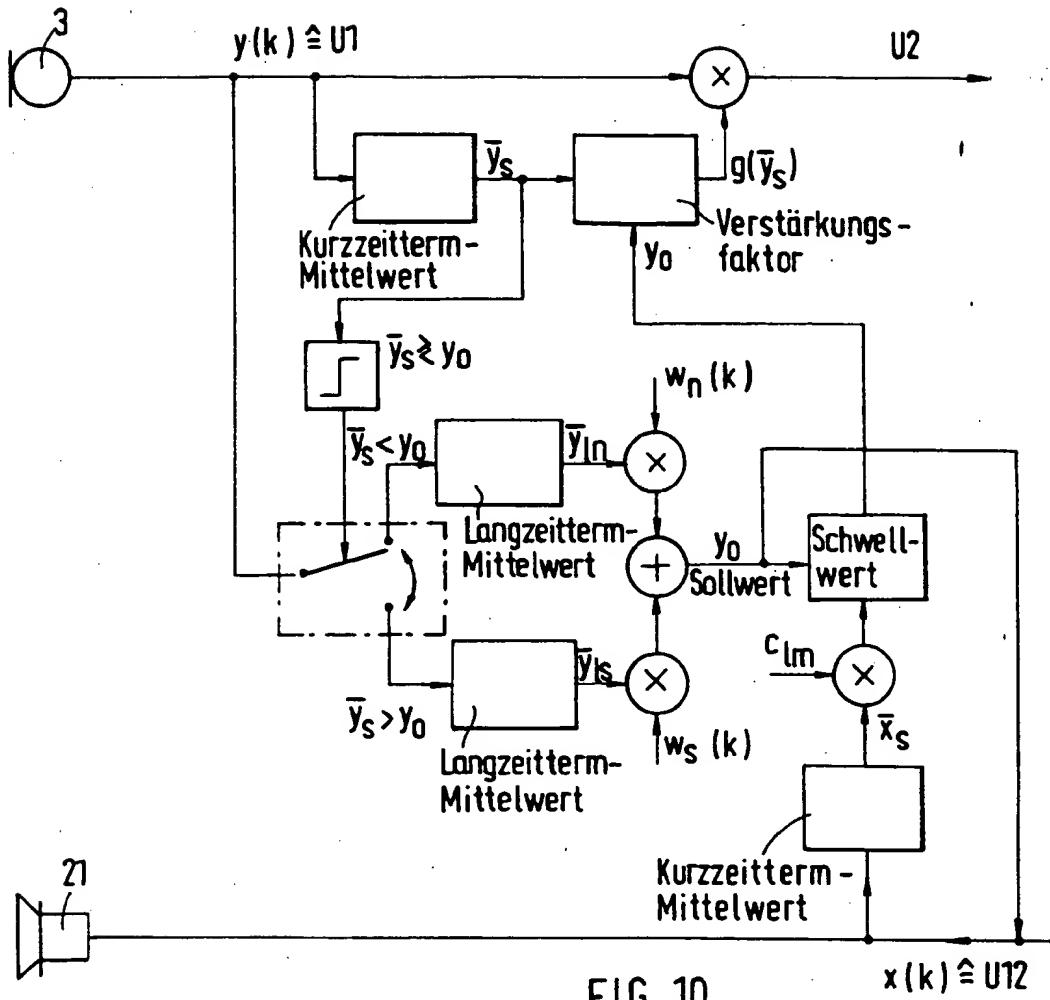 3
y(k) ≙ U1
U2
×
ȳs
g(ȳs)
Kurzzeitterm-
Mittelwert
Verstärkungs-
faktor
y0
ȳs ≷ y0
wn(k)
ȳs < y0
ȳln
×
Langzeitterm-
Mittelwert
+
y0
Sollwert
Schwell-
wert
clm
×
ȳls
×
ȳs > y0
ws(k)
x̄s
Langzeitterm-
Mittelwert
Kurzzeitterm-
Mittelwert
21
x(k) ≙ U12
FIG. 10